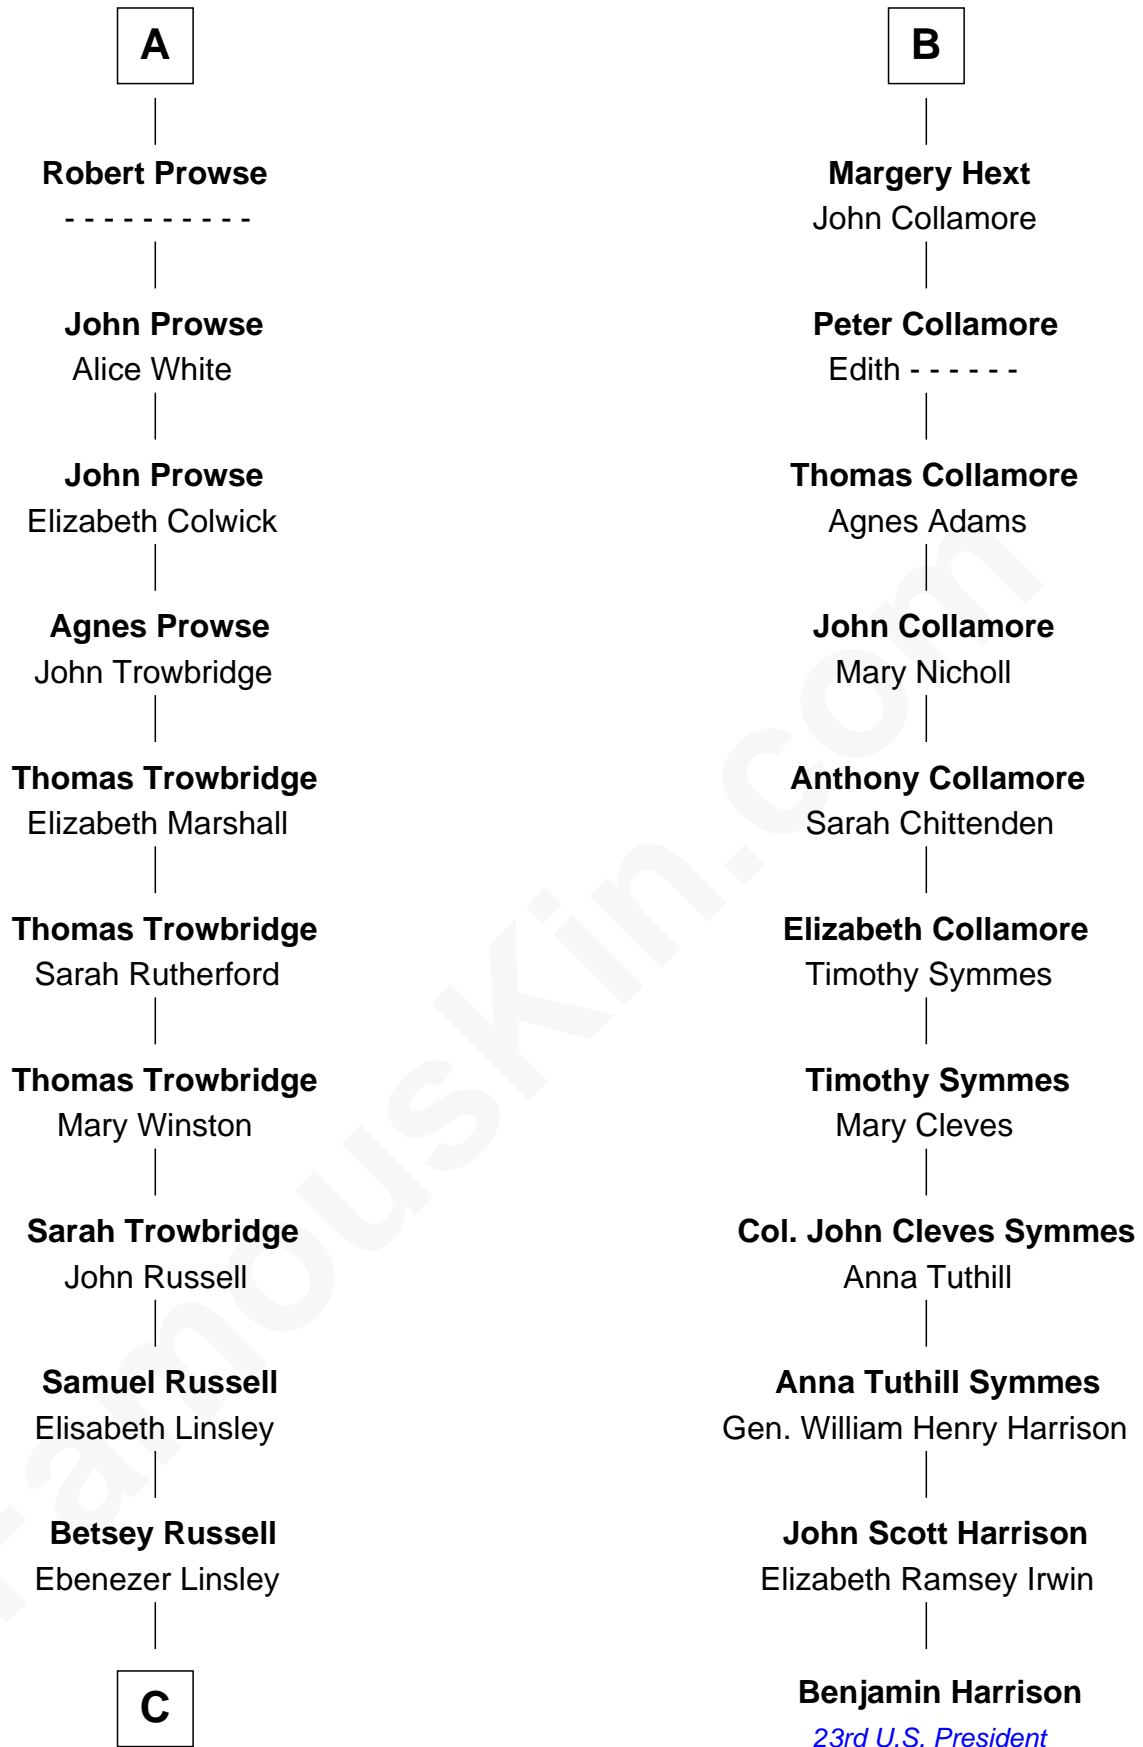 A
Robert Prowse
- - - - - - - - - -
John Prowse
Alice White
John Prowse
Elizabeth Colwick
Agnes Prowse
John Trowbridge
Thomas Trowbridge
Elizabeth Marshall
Thomas Trowbridge
Sarah Rutherford
Thomas Trowbridge
Mary Winston
Sarah Trowbridge
John Russell
Samuel Russell
Elisabeth Linsley
Betsey Russell
Ebenezer Linsley
C
B
Margery Hext
John Collamore
Peter Collamore
Edith - - - - - -
Thomas Collamore
Agnes Adams
John Collamore
Mary Nicholl
Anthony Collamore
Sarah Chittenden
Elizabeth Collamore
Timothy Symmes
Timothy Symmes
Mary Cleves
Col. John Cleves Symmes
Anna Tuthill
Anna Tuthill Symmes
Gen. William Henry Harrison
John Scott Harrison
Elizabeth Ramsey Irwin
Benjamin Harrison
23rd U.S. President
FamousKin.com